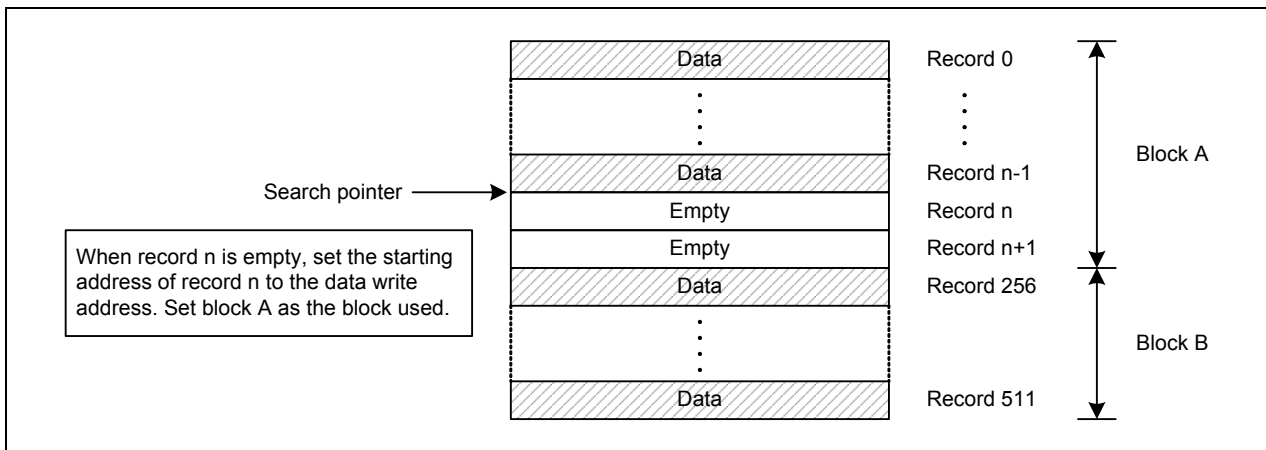 Data Record 0
Data Record n-1
Search pointer
Empty Record n
Empty Record n+1
Data Record 256
Data Record 511
Block A
Block B
When record n is empty, set the starting
address of record n to the data write
address. Set block A as the block used.